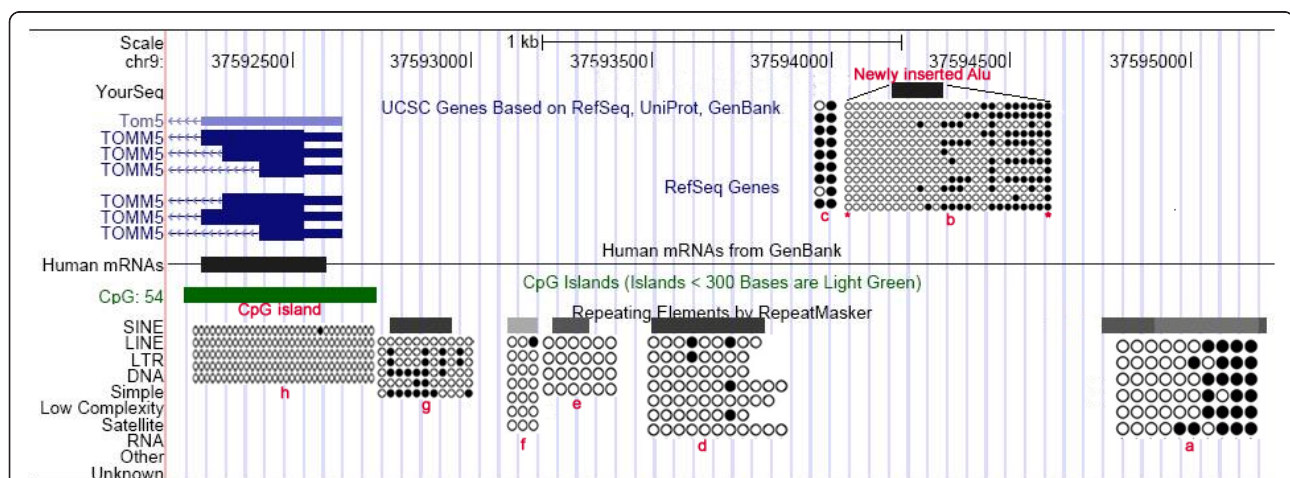 Scale 1 kb
chr9: 37592500 37593000 37593500 37594000 37594500 37595000
Newly inserted Alu
YourSeq
UCSC Genes Based on RefSeq, UniProt, GenBank
Tom5
TOMM5
TOMM5
TOMM5
RefSeq Genes
TOMM5
TOMM5
TOMM5
c * b *
Human mRNAs from GenBank
Human mRNAs
CpG Islands (Islands < 300 Bases are Light Green)
CpG: 54
CpG island
Repeating Elements by RepeatMasker
SINE
LINE
LTR
DNA
Simple
Low Complexity
Satellite
RNA
Other
Unknown
h g f e d a